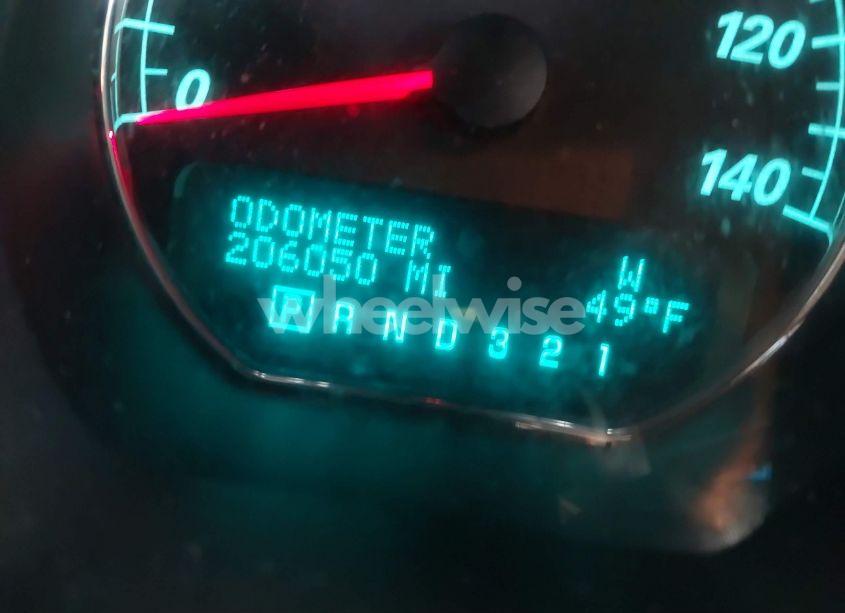 0
120
140
ODOMETER
206050 MI
W
49°F
R N D 3 2 1
wheelwise